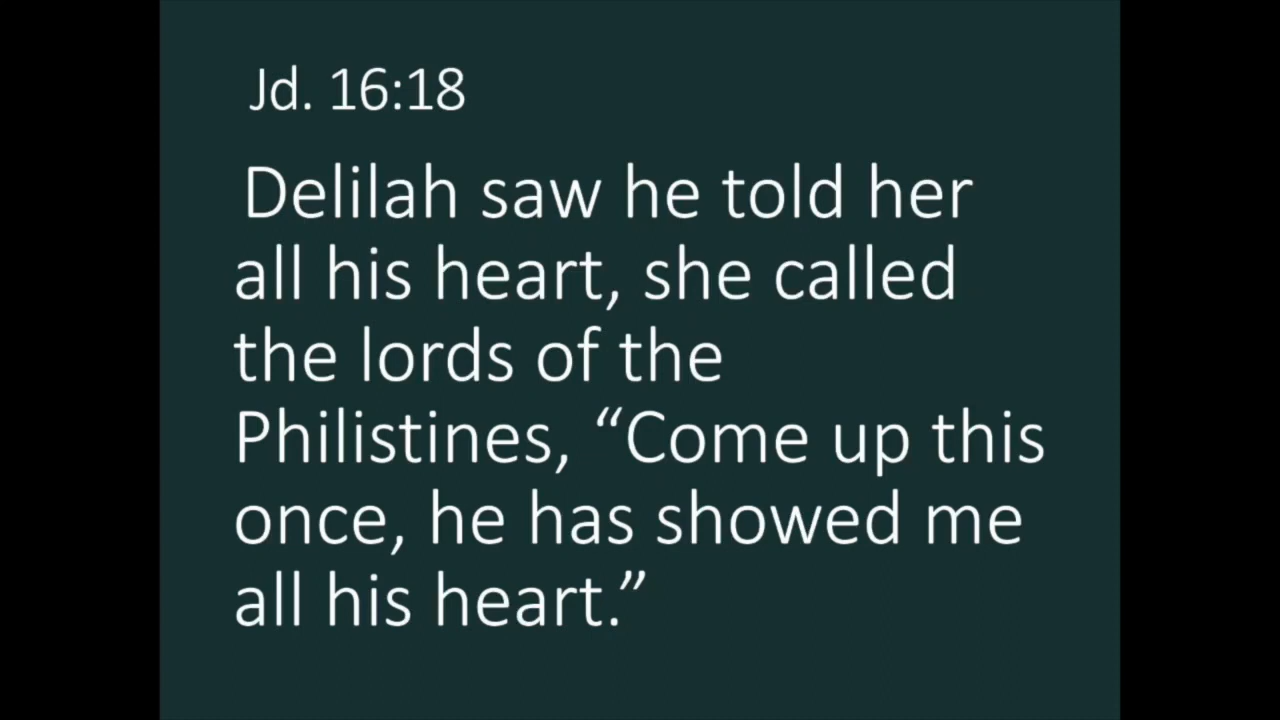 Jd. 16:18
Delilah saw he told her
all his heart, she called
the lords of the
Philistines, “Come up this
once, he has showed me
all his heart.”